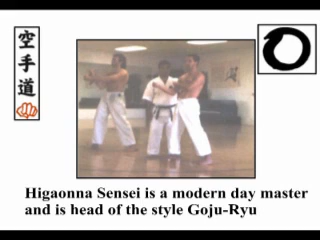 空
手
道
Higaonna Sensei is a modern day master
and is head of the style Goju-Ryu